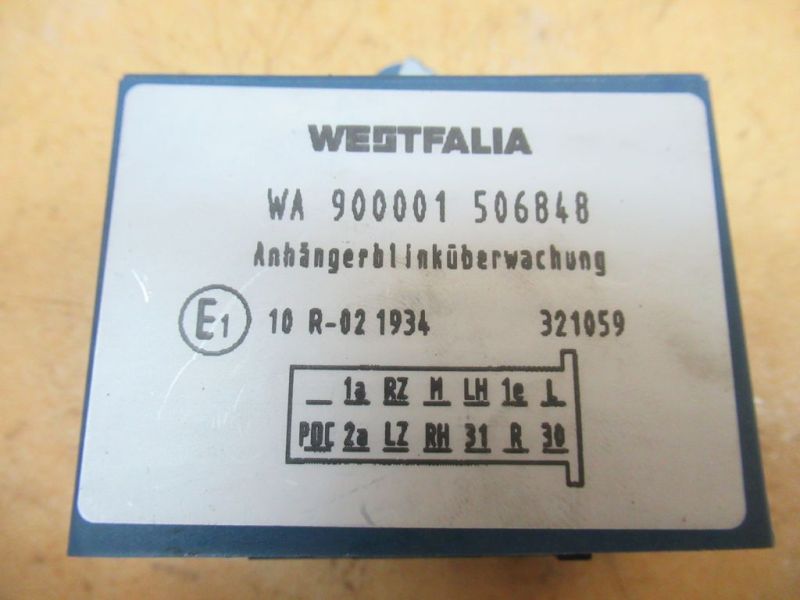 WESTFALIA
WA 900001 506848
Anhängerblinküberwachung
E1 10 R-02 1934 321059
_ 1a RZ M LH 1e L
PDC 2a LZ RH 31 R 30